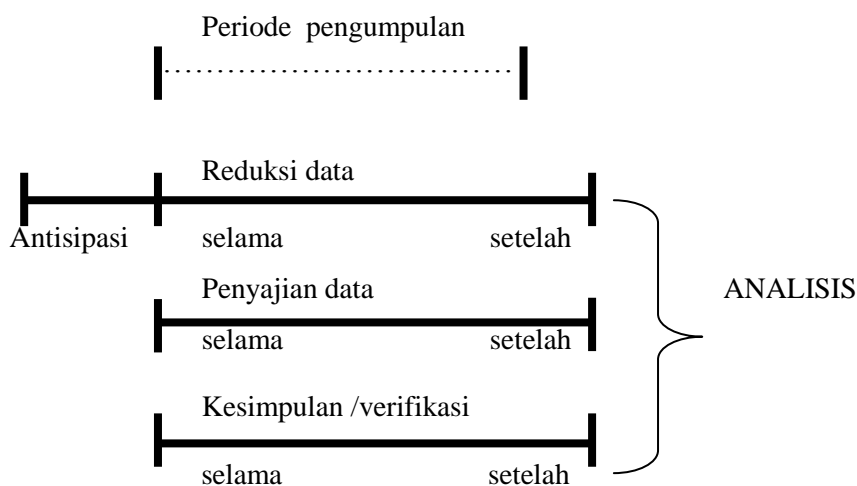 Periode pengumpulan
Reduksi data
Antisipasi selama setelah
Penyajian data ANALISIS
selama setelah
Kesimpulan /verifikasi
selama setelah